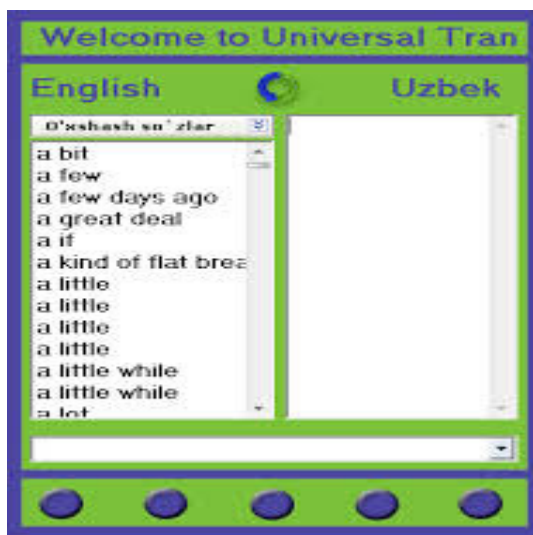 Welcome to Universal Tran
English
Uzbek
O'xshash so`zlar
a bit
a few
a few days ago
a great deal
a if
a kind of flat brea
a little
a little
a little
a little
a little while
a little while
a lot